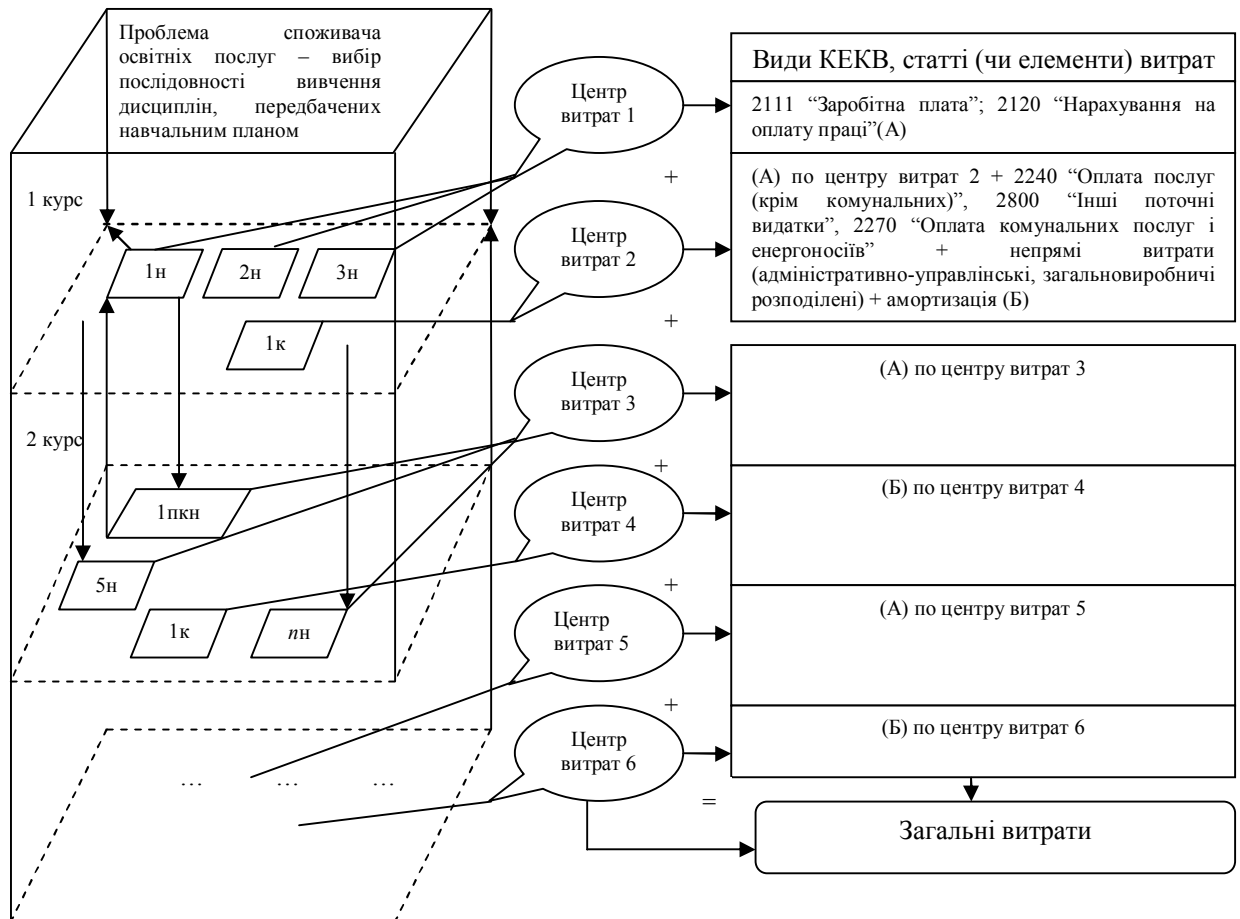 Проблема споживача
освітніх послуг – вибір
послідовності вивчення
дисциплін, передбачених
навчальним планом
1 курс
1н
2н
3н
1к
2 курс
1пкн
5н
1к
nн
... ... ...
Центр
витрат 1
+
Центр
витрат 2
+
Центр
витрат 3
+
Центр
витрат 4
+
Центр
витрат 5
+
Центр
витрат 6
=
Види КЕКВ, статті (чи елементи) витрат
2111 “Заробітна плата”; 2120 “Нарахування на
оплату праці”(А)
(А) по центру витрат 2 + 2240 “Оплата послуг
(крім комунальних)”, 2800 “Інші поточні
видатки”, 2270 “Оплата комунальних послуг і
енергоносіїв” + непрямі витрати
(адміністративно-управлінські, загальновиробничі
розподілені) + амортизація (Б)
(А) по центру витрат 3
(Б) по центру витрат 4
(А) по центру витрат 5
(Б) по центру витрат 6
Загальні витрати